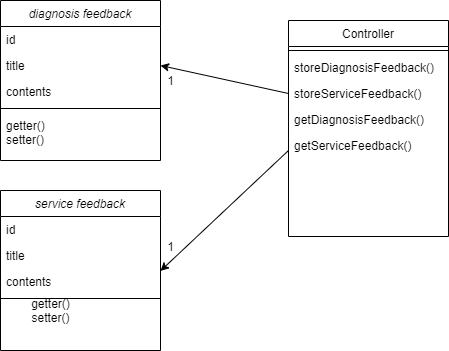 diagnosis feedback
id
title
contents
getter()
setter()
1
Controller
storeDiagnosisFeedback()
storeServiceFeedback()
getDiagnosisFeedback()
getServiceFeedback()
service feedback
id
title
contents
getter()
setter()
1